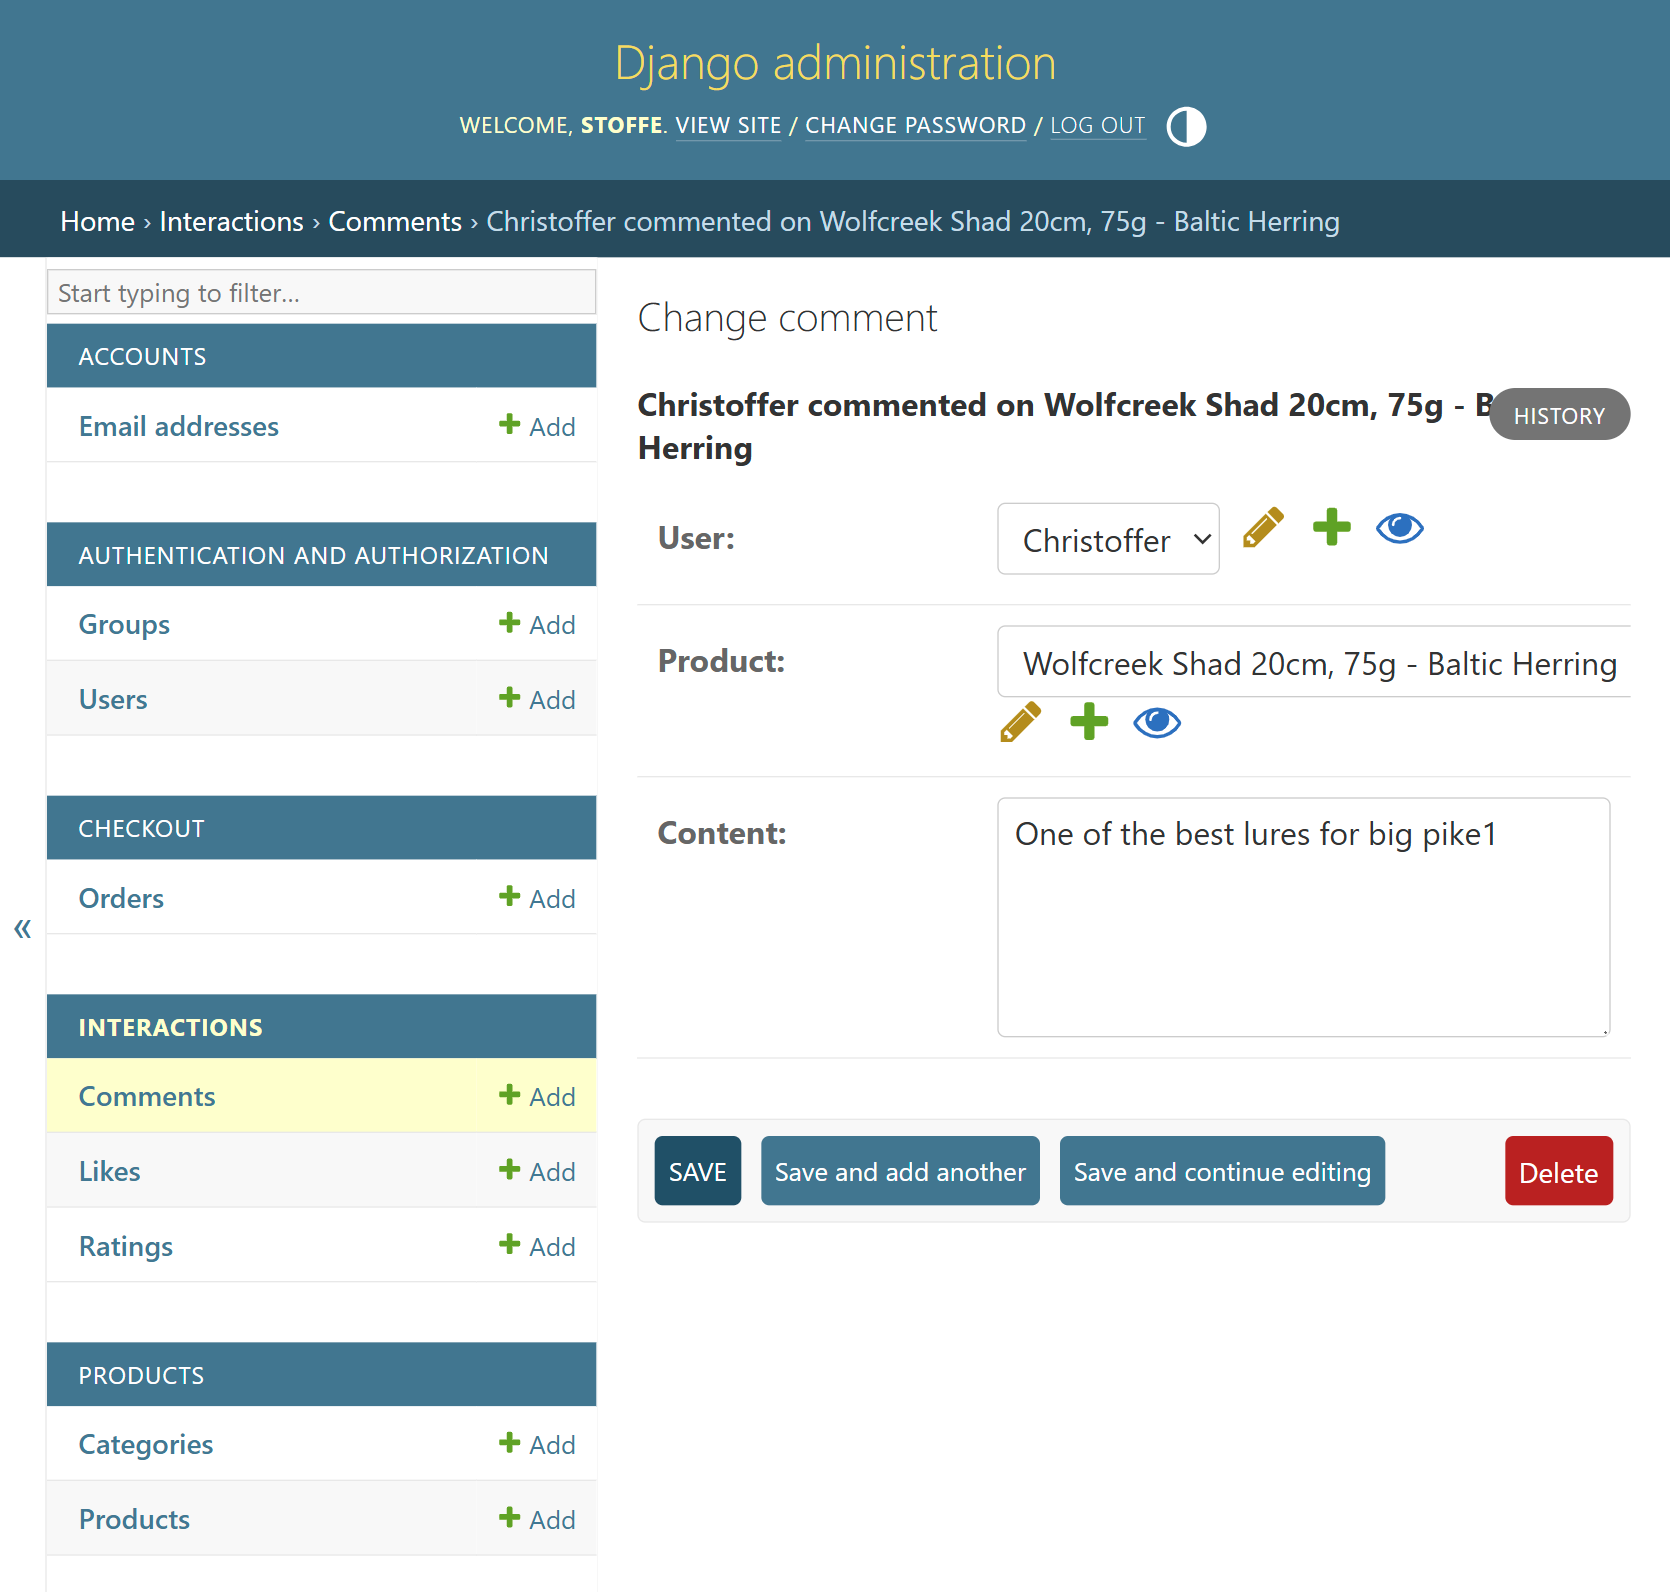 Django administration
WELCOME, STOFFE. VIEW SITE / CHANGE PASSWORD / LOG OUT
Home › Interactions › Comments › Christoffer commented on Wolfcreek Shad 20cm, 75g - Baltic Herring
Start typing to filter...
ACCOUNTS
Email addresses Add
AUTHENTICATION AND AUTHORIZATION
Groups Add
Users Add
CHECKOUT
Orders Add
«
INTERACTIONS
Comments Add
Likes Add
Ratings Add
PRODUCTS
Categories Add
Products Add
Change comment
Christoffer commented on Wolfcreek Shad 20cm, 75g - B
HISTORY
Herring
User: Christoffer
Product: Wolfcreek Shad 20cm, 75g - Baltic Herring
Content: One of the best lures for big pike1
SAVE Save and add another Save and continue editing Delete